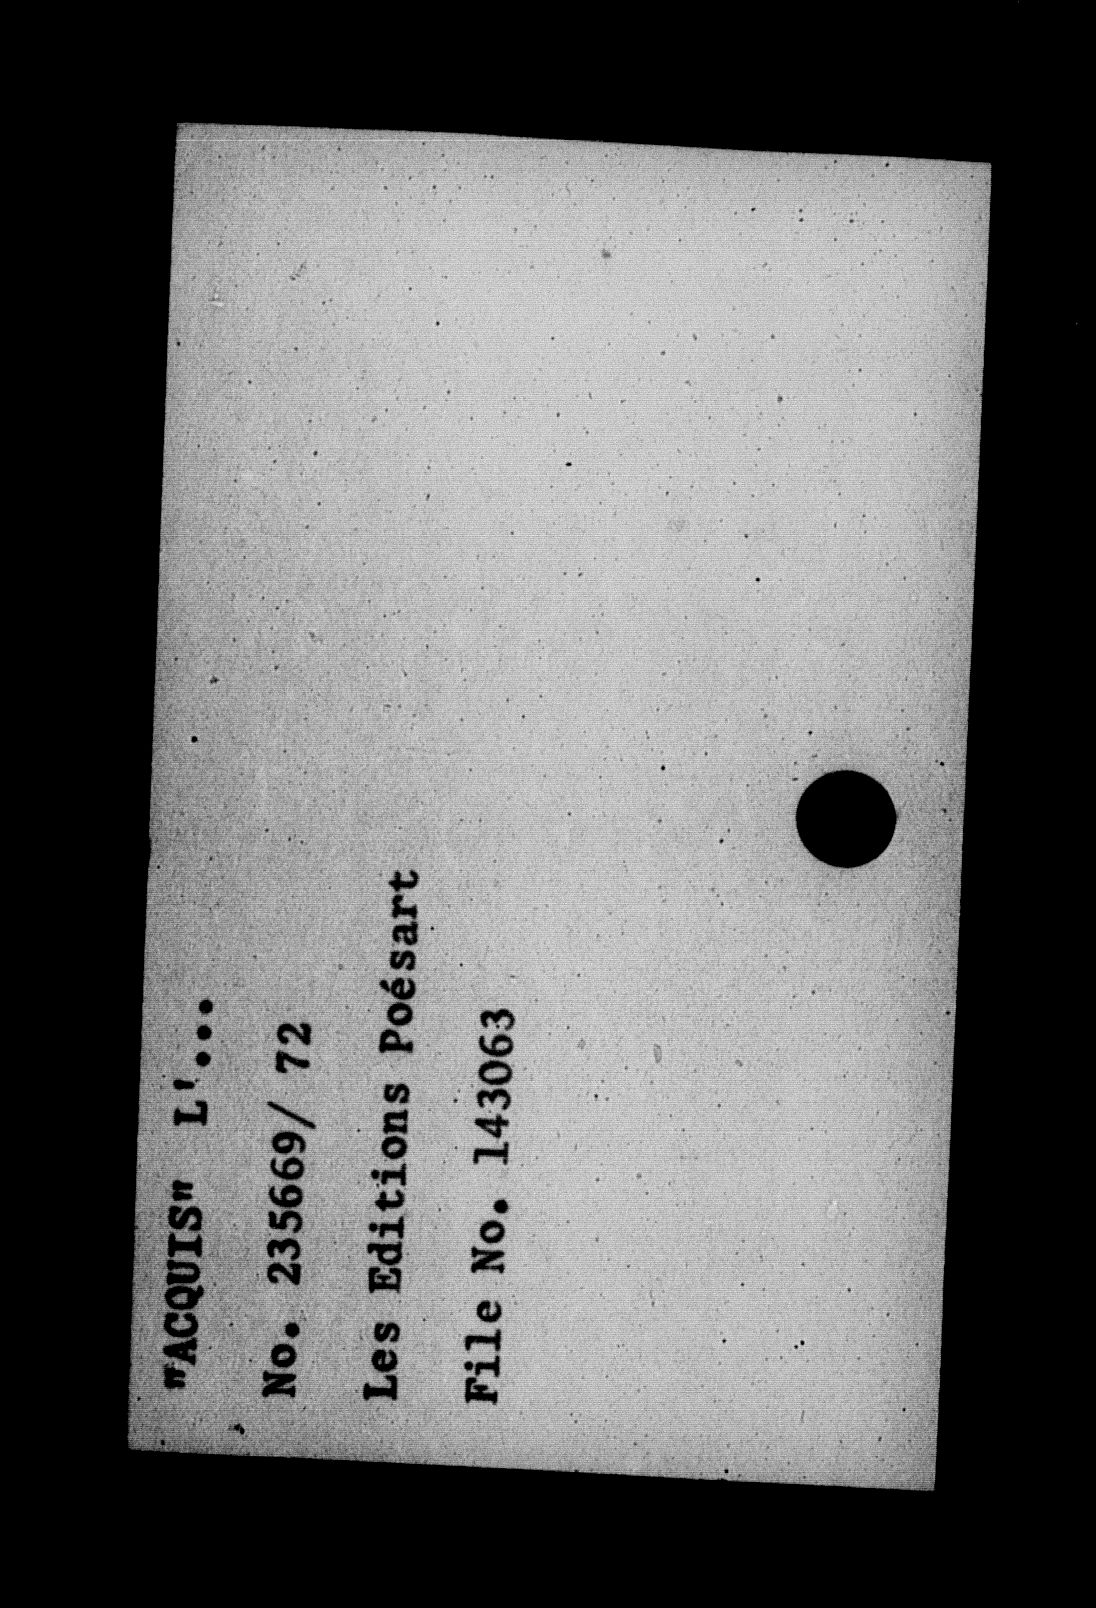 "ACQUIS" L'...
No. 235669/ 72
Les Editions Poésart
File No. 143063